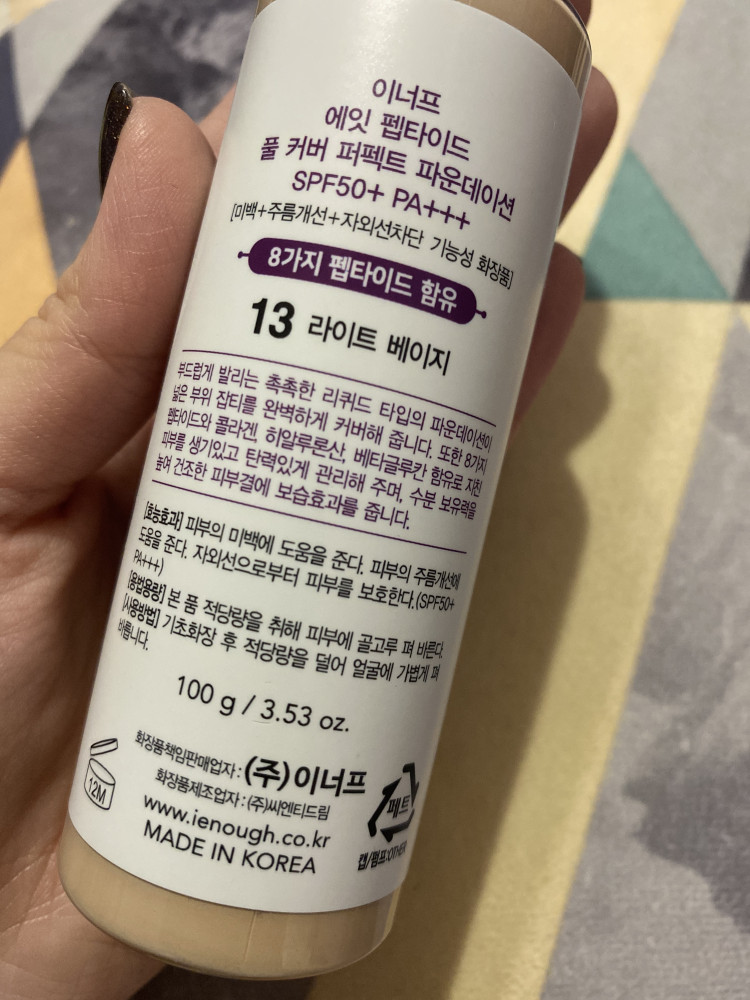 이너프
에잇 펩타이드
풀 커버 퍼펙트 파운데이션
SPF50+ PA+++
[미백+주름개선+자외선차단 기능성 화장품]
8가지 펩타이드 함유
13 라이트 베이지
부드럽게 발리는 촉촉한 리퀴드 타입의 파운데이션이
넓은 부위 잡티를 완벽하게 커버해 줍니다. 또한 8가지
펩타이드와 콜라겐, 히알루론산, 베타글루칸 함유로 지친
피부를 생기있고 탄력있게 관리해 주며, 수분 보유력을
높여 건조한 피부결에 보습효과를 줍니다.
[효능효과] 피부의 미백에 도움을 준다. 피부의 주름개선에
도움을 준다. 자외선으로부터 피부를 보호한다.(SPF50+
PA+++)
[용법용량] 본 품 적당량을 취해 피부에 골고루 펴 바른다.
[사용방법] 기초화장 후 적당량을 덜어 얼굴에 가볍게 펴
바릅니다.
100 g / 3.53 oz.
화장품책임판매업자 : (주)이너프
화장품제조업자 : (주)씨엔티드림
www.ienough.co.kr
MADE IN KOREA
12M
페트
캡/펌프:OTHER